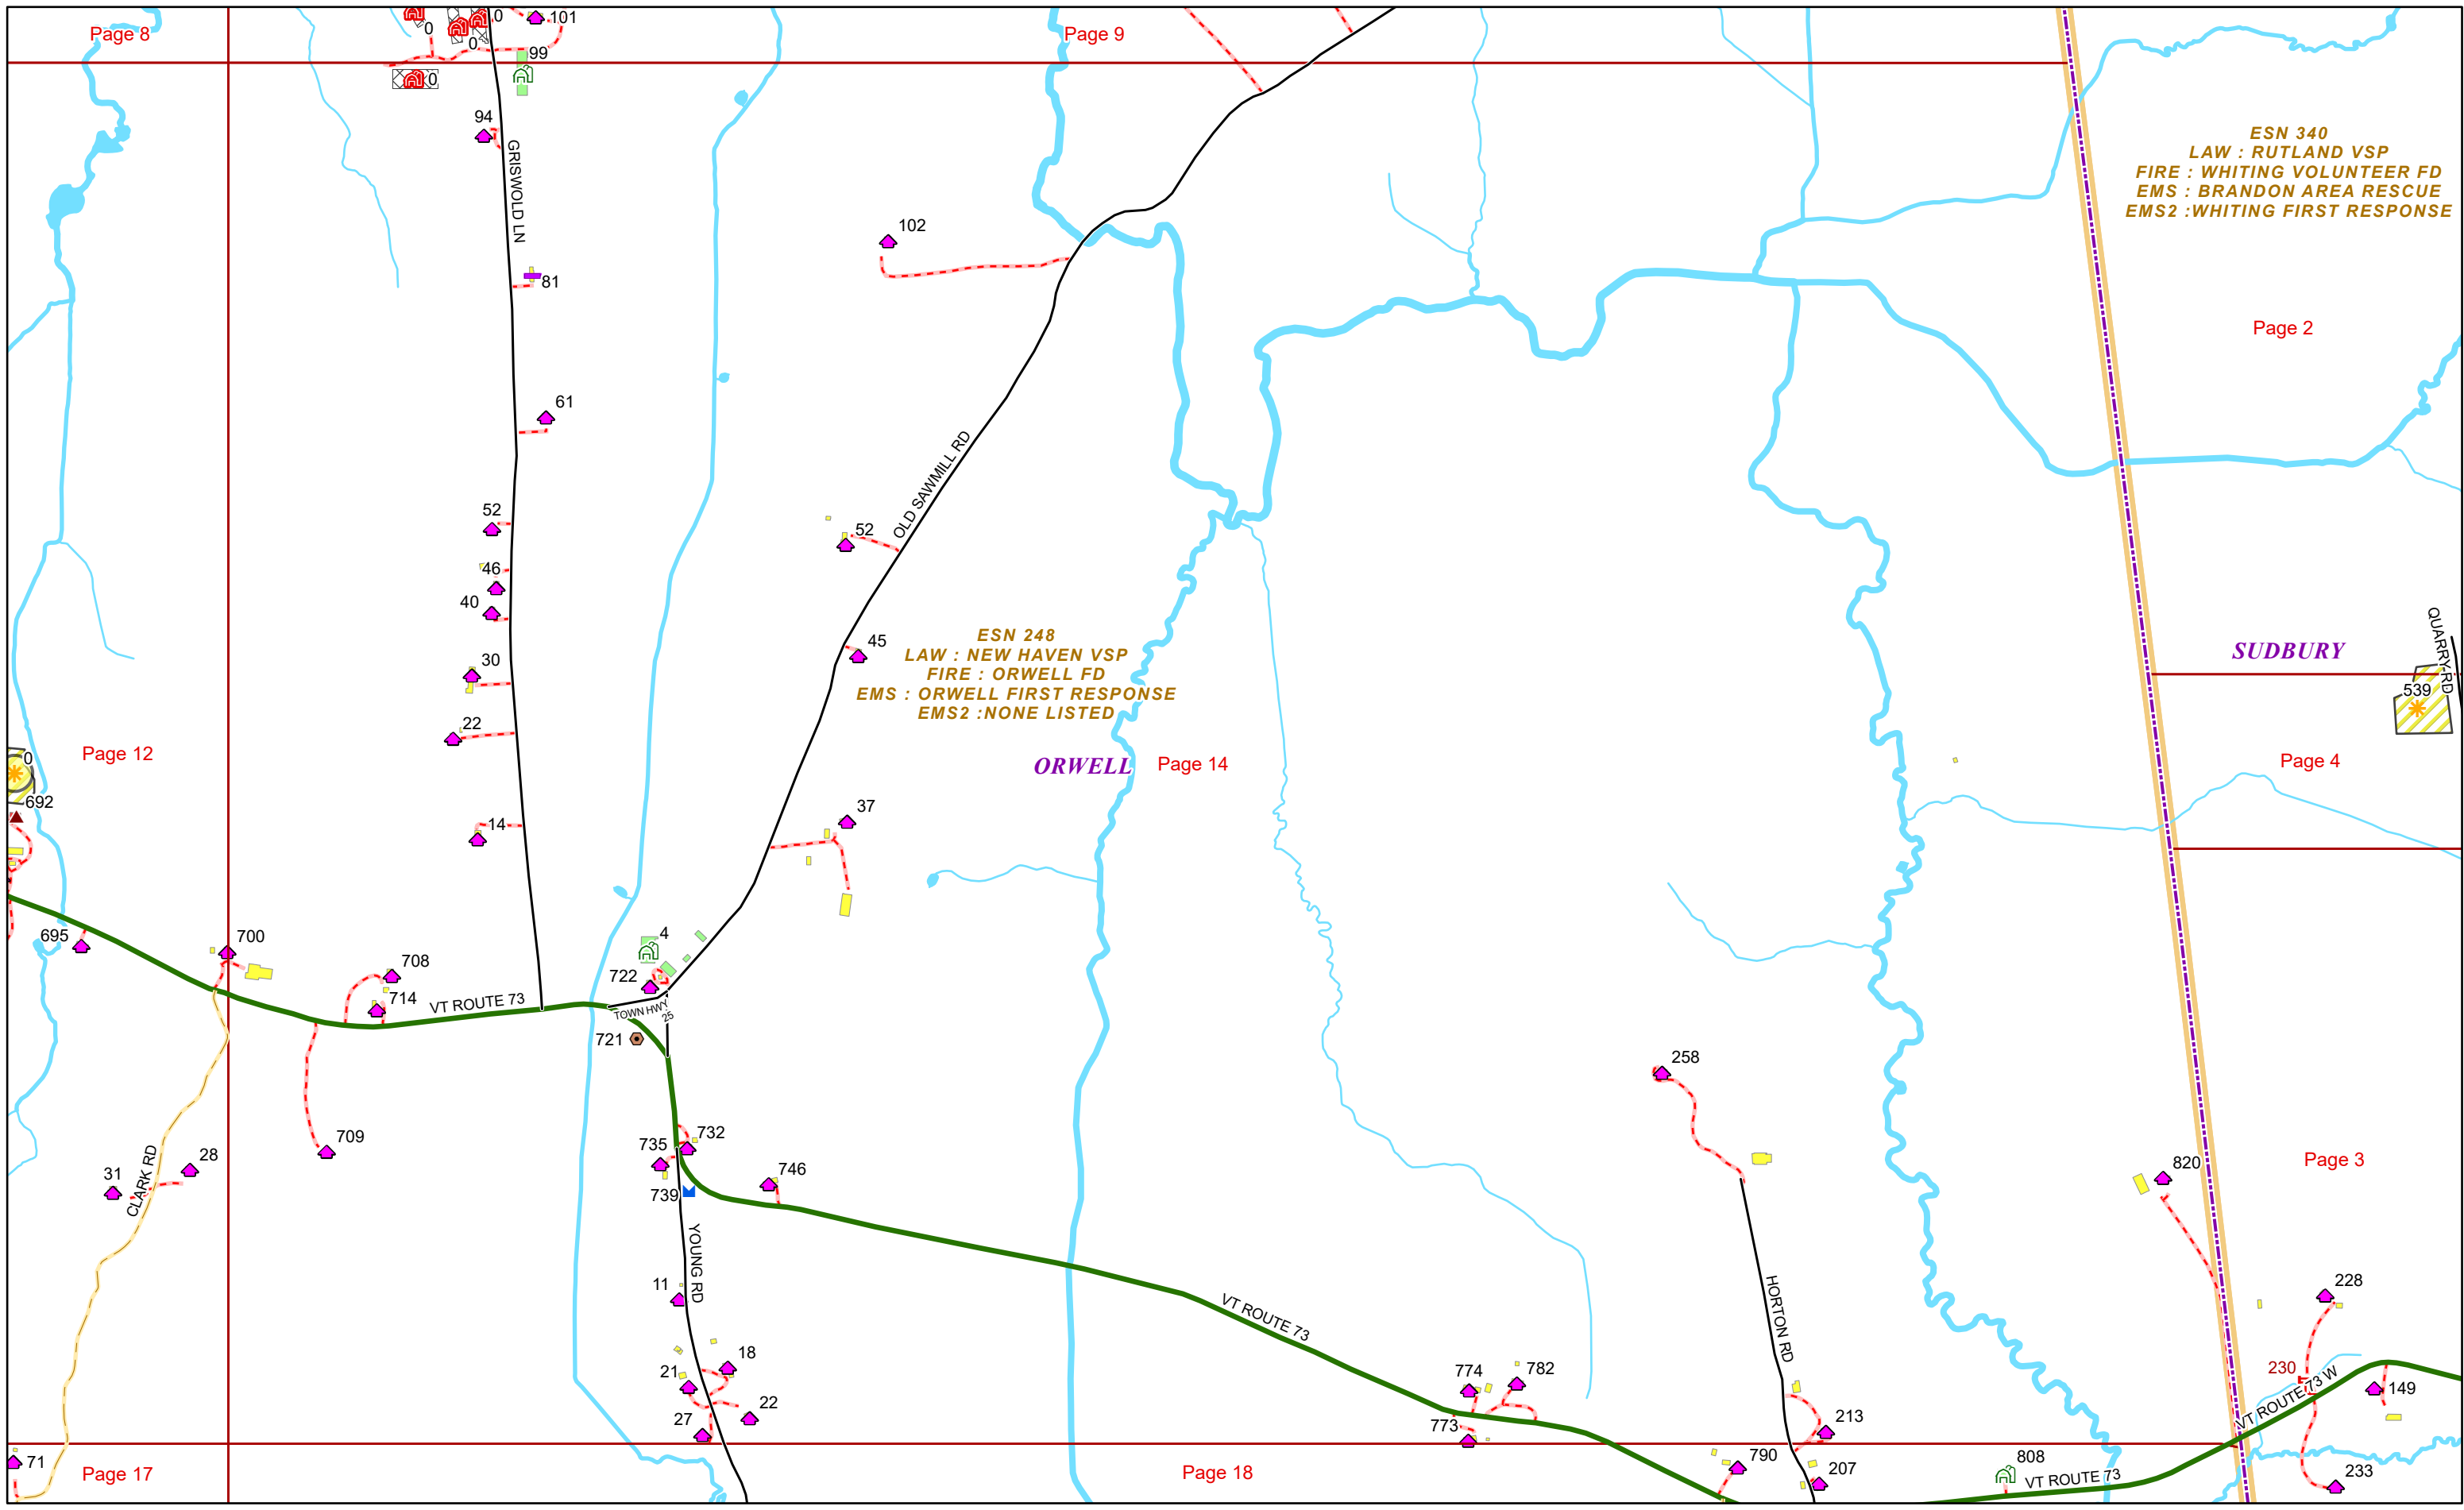 Page 8
0
0
0
101
Page 9
99
0
94
GRISWOLD LN
ESN 340
LAW : RUTLAND VSP
FIRE : WHITING VOLUNTEER FD
EMS : BRANDON AREA RESCUE
EMS2 :WHITING FIRST RESPONSE
102
81
Page 2
61
OLD SAWMILL RD
52
52
46
40
45
30
22
ESN 248
LAW : NEW HAVEN VSP
FIRE : ORWELL FD
EMS : ORWELL FIRST RESPONSE
EMS2 :NONE LISTED
SUDBURY
QUARRY RD
539
Page 12
0
692
ORWELL
Page 14
Page 4
14
37
695
700
708
714
VT ROUTE 73
4
722
TOWN HWY
25
721
258
709
31
28
CLARK RD
735
732
739
746
820
Page 3
YOUNG RD
11
VT ROUTE 73
HORTON RD
228
18
21
22
27
774
782
773
213
230
VT ROUTE 73 W
149
71
Page 17
Page 18
790
207
808
VT ROUTE 73
233